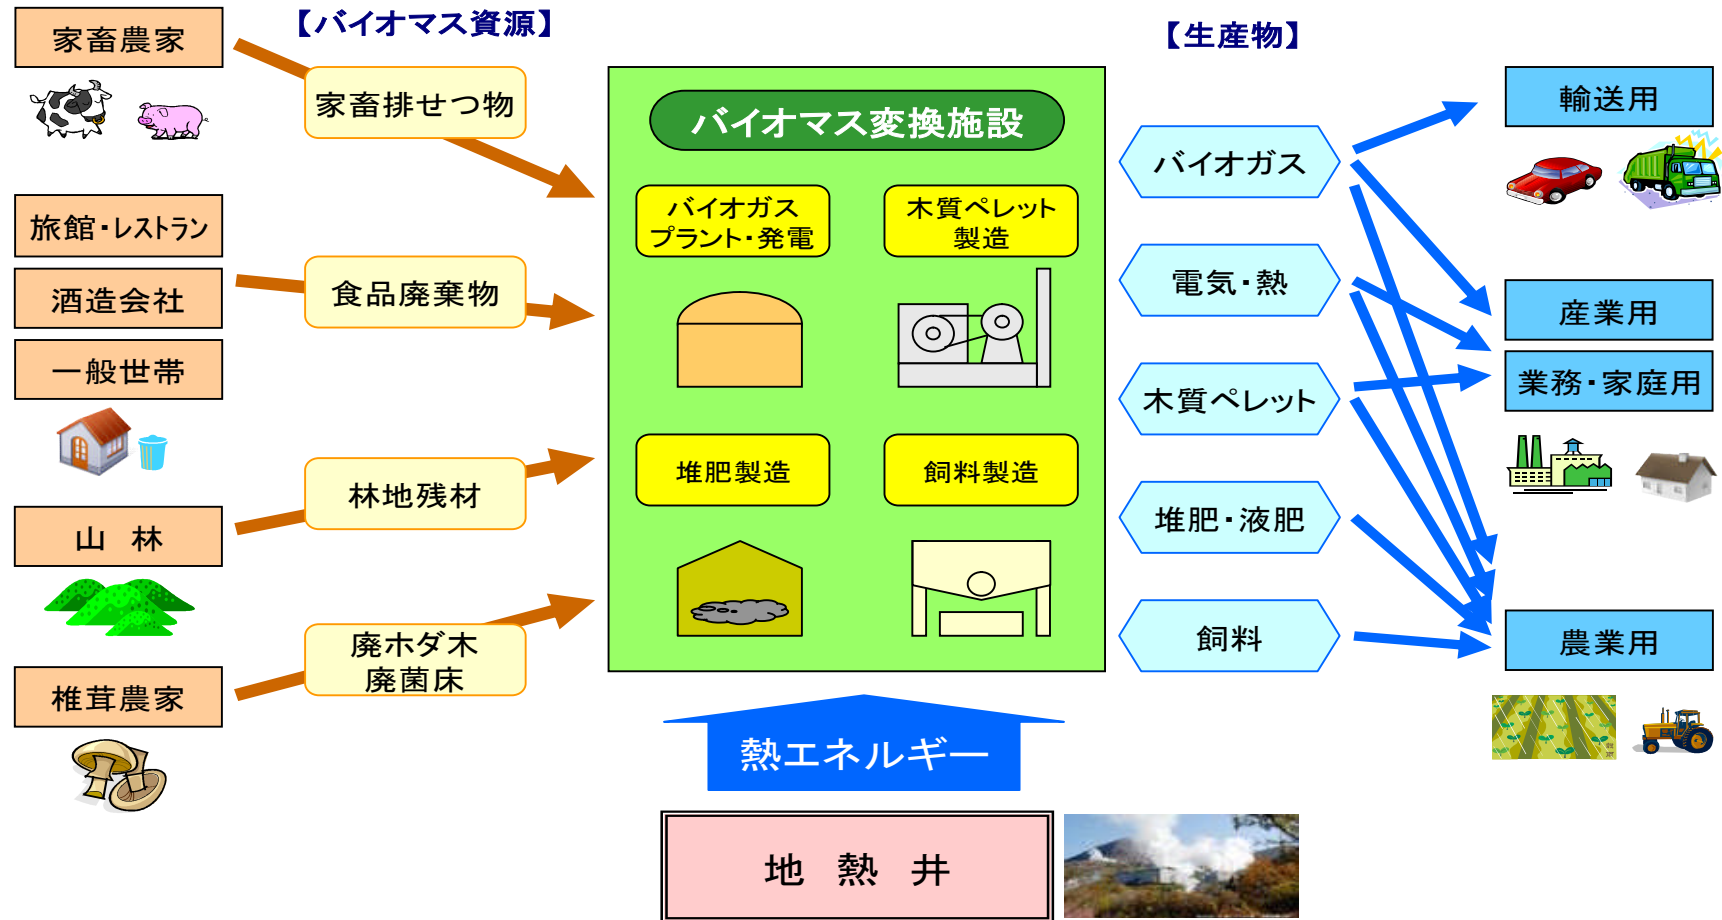 【バイオマス資源】
【生産物】
家畜農家
旅館・レストラン
酒造会社
一般世帯
山　林
椎茸農家
家畜排せつ物
食品廃棄物
林地残材
廃ホダ木
廃菌床
バイオマス変換施設
バイオガス
プラント・発電
木質ペレット
製造
堆肥製造
飼料製造
バイオガス
電気・熱
木質ペレット
堆肥・液肥
飼料
輸送用
産業用
業務・家庭用
農業用
熱エネルギー
地　熱　井